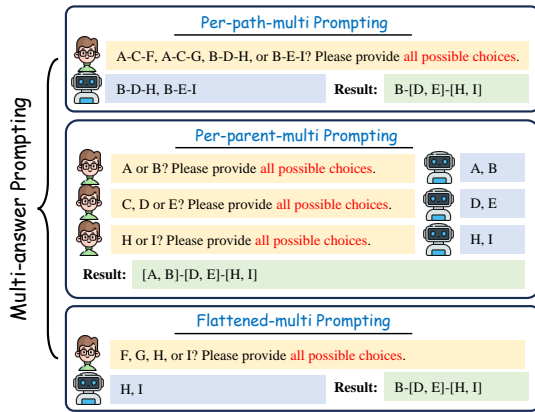 Multi-answer Prompting
Per-path-multi Prompting
A-C-F, A-C-G, B-D-H, or B-E-I? Please provide all possible choices.
B-D-H, B-E-I
Result: B-[D, E]-[H, I]
Per-parent-multi Prompting
A or B? Please provide all possible choices.
A, B
C, D or E? Please provide all possible choices.
D, E
H or I? Please provide all possible choices.
H, I
Result: [A, B]-[D, E]-[H, I]
Flattened-multi Prompting
F, G, H, or I? Please provide all possible choices.
H, I
Result: B-[D, E]-[H, I]